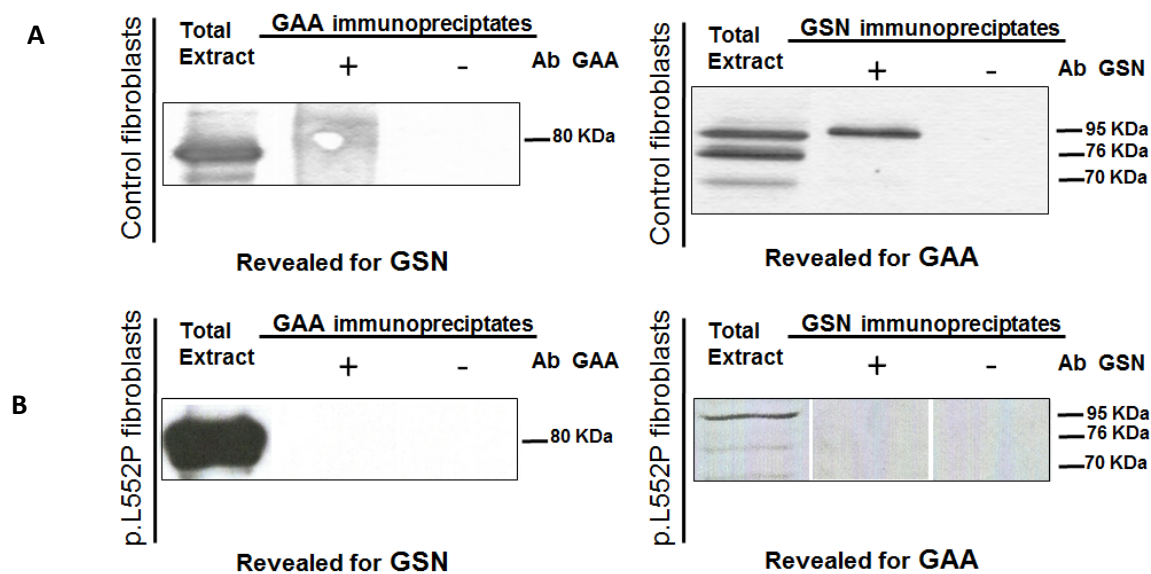 A
Control fibroblasts
Total
Extract
GAA immunopreciptates
+
-
Ab GAA
80 KDa
Revealed for GSN
Control fibroblasts
Total
Extract
GSN immunopreciptates
+
-
Ab GSN
95 KDa
76 KDa
70 KDa
Revealed for GAA
B
p.L552P fibroblasts
Total
Extract
GAA immunopreciptates
+
-
Ab GAA
80 KDa
Revealed for GSN
p.L552P fibroblasts
Total
Extract
GSN immunopreciptates
+
-
Ab GSN
95 KDa
76 KDa
70 KDa
Revealed for GAA